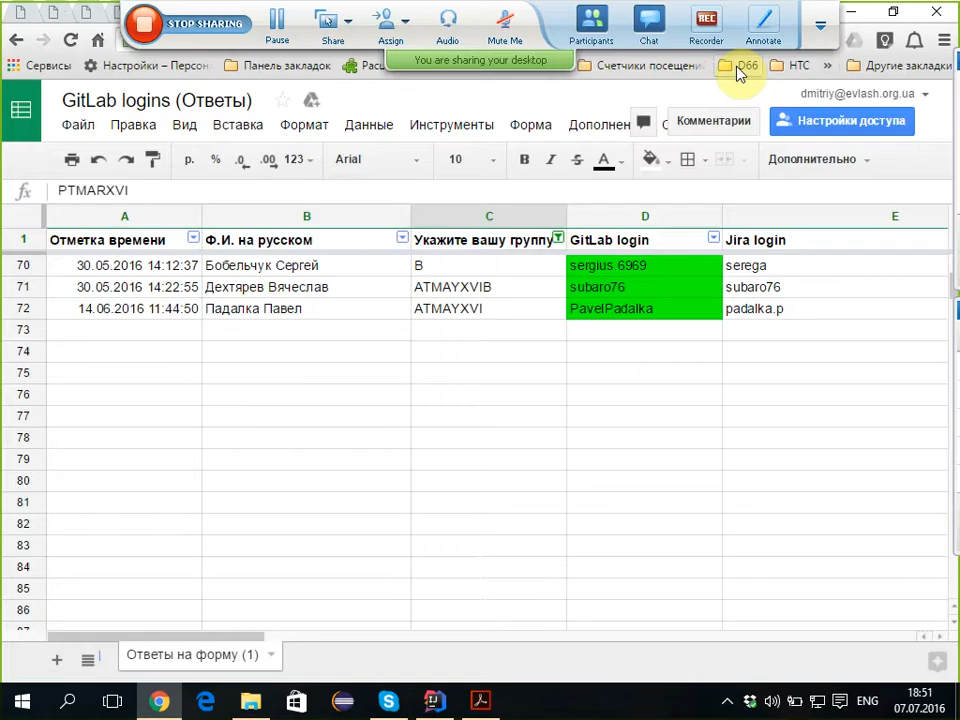 STOP SHARING
Pause
Share
Assign
Audio
Mute Me
Participants
Chat
REC
Recorder
Annotate
You are sharing your desktop
Сервисы
Настройки – Персон
Панель закладок
Счетчики посещени
D66
НТС
»
Другие закладки
GitLab logins (Ответы)
dmitriy@evlash.org.ua
Файл Правка Вид Вставка Формат Данные Инструменты Форма Дополнен
Комментарии
Настройки доступа
р. % .0 .00 123 Arial 10 B I S A Дополнительно
fx PTMARXVI
A B C D E
1 Отметка времени Ф.И. на русском Укажите вашу группу GitLab login Jira login
70 30.05.2016 14:12:37 Бобельчук Сергей B sergius.6969 serega
71 30.05.2016 14:22:55 Дехтярев Вячеслав ATMAYXVIB subaro76 subaro76
72 14.06.2016 11:44:50 Падалка Павел ATMAYXVI PavelPadalka padalka.p
73
74
75
76
77
78
79
80
81
82
83
84
85
86
Ответы на форму (1)
ENG
18:51
07.07.2016